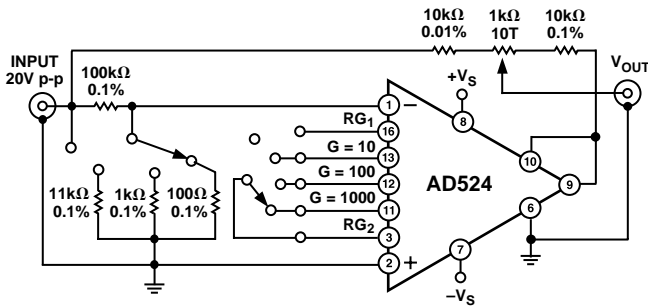 INPUT
20V p-p
100kΩ
0.1%
10kΩ
0.01%
1kΩ
10T
10kΩ
0.1%
VOUT
+VS
11kΩ
0.1%
1kΩ
0.1%
100Ω
0.1%
RG1
G = 10
G = 100
G = 1000
RG2
1
16
13
12
11
3
2
–
+
8
10
9
6
7
AD524
–VS